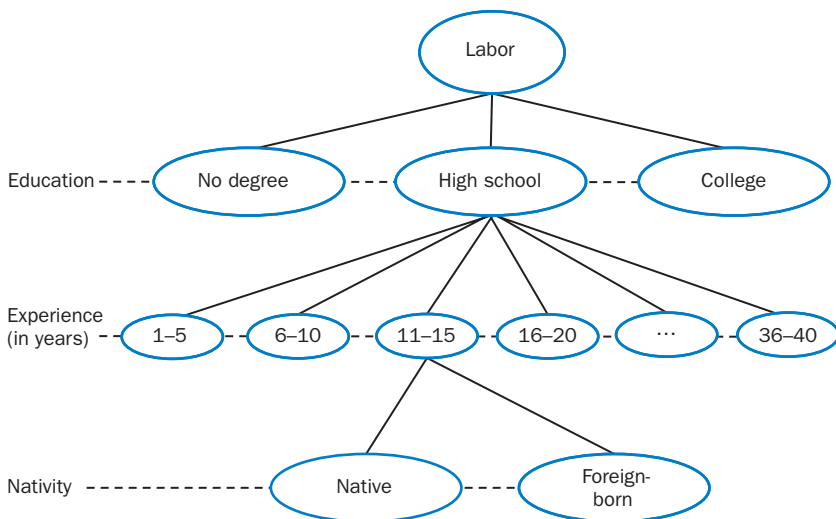 Labor
Education
No degree
High school
College
Experience
(in years)
1–5
6–10
11–15
16–20
...
36–40
Nativity
Native
Foreign-
born